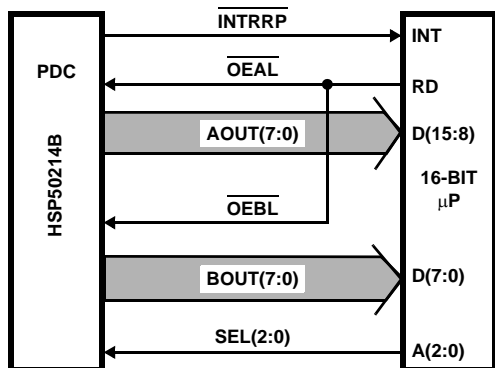 INTRRP
INT
PDC
OEAL
RD
AOUT(7:0)
D(15:8)
HSP50214B
16-BIT
μP
OEBL
BOUT(7:0)
D(7:0)
SEL(2:0)
A(2:0)